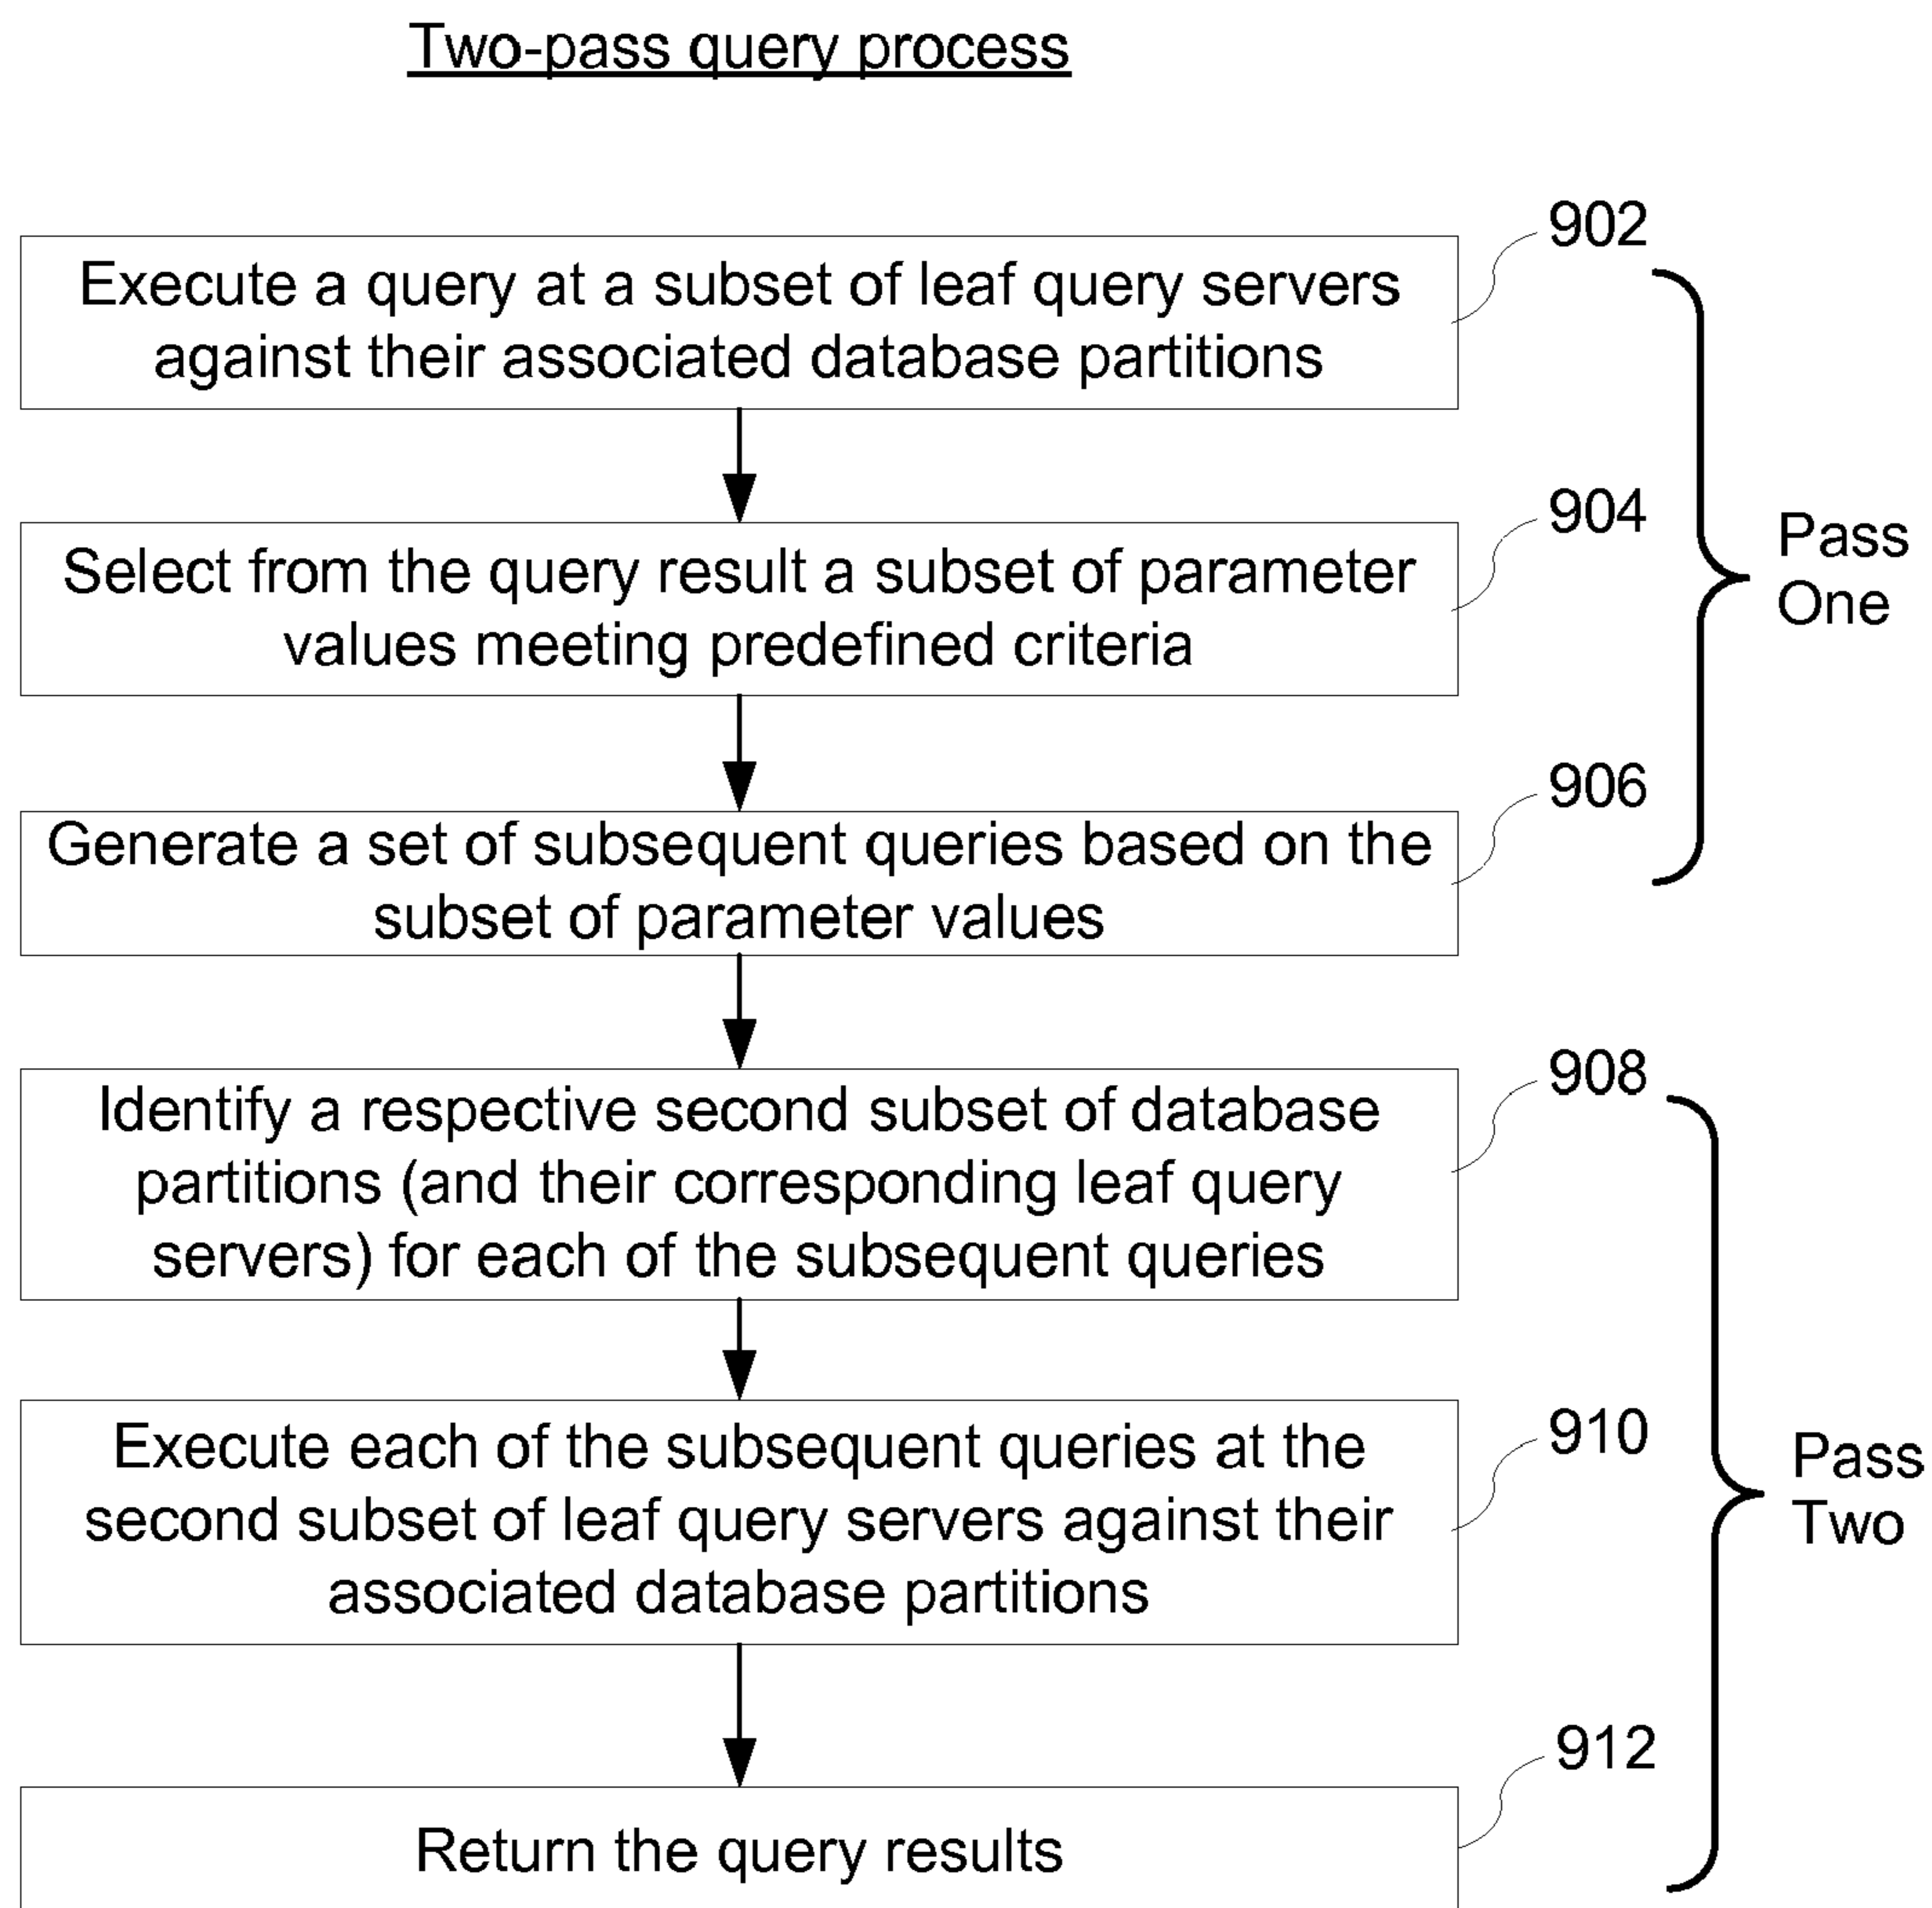 Two-pass query process
902
Execute a query at a subset of leaf query servers
against their associated database partitions
904
Select from the query result a subset of parameter
values meeting predefined criteria
906
Generate a set of subsequent queries based on the
subset of parameter values
Pass
One
908
Identify a respective second subset of database
partitions (and their corresponding leaf query
servers) for each of the subsequent queries
910
Execute each of the subsequent queries at the
second subset of leaf query servers against their
associated database partitions
912
Return the query results
Pass
Two